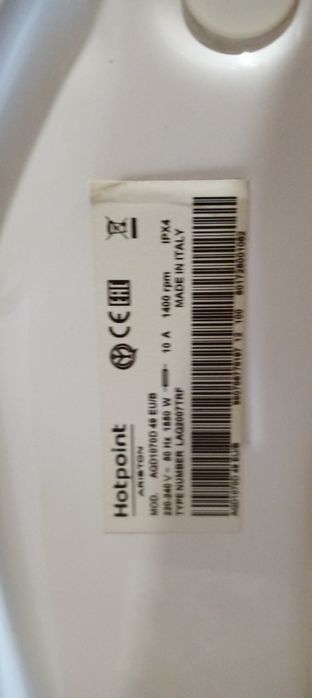 Hotpoint
ARISTON
MOD. AQD1070D 49 EU/B
220-240 V ~ 50 Hz 1850 W 10 A 1400 rpm IPX4
TYPE NUMBER LAQ2007TRF MADE IN ITALY
AQD1070D 49 EU/B